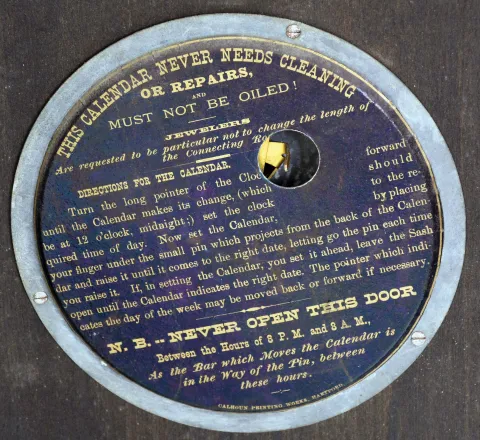 THIS CALENDAR NEVER NEEDS CLEANING
OR REPAIRS,
AND
MUST NOT BE OILED!
JEWELERS
Are requested to be particular not to change the length of
the Connecting Ro
DIRECTIONS FOR THE CALENDAR.
Turn the long pointer of the Cloc forward
until the Calendar makes its change, (which should
be at 12 o'clock, midnight;) set the clock to the re-
quired time of day. Now set the Calendar, by placing
your finger under the small pin which projects from the back of the Calen
dar and raise it until it comes to the right date, letting go the pin each time
you raise it. If, in setting the Calendar, you set it ahead, leave the Sash
open until the Calendar indicates the right date. The pointer which indi-
cates the day of the week may be moved back or forward if necessary.
N. B.--NEVER OPEN THIS DOOR
Between the Hours of 8 P. M. and 8 A. M.,
As the Bar which Moves the Calendar is
in the Way of the Pin, between
these hours.
CALHOUN PRINTING WORKS, HARTFORD.